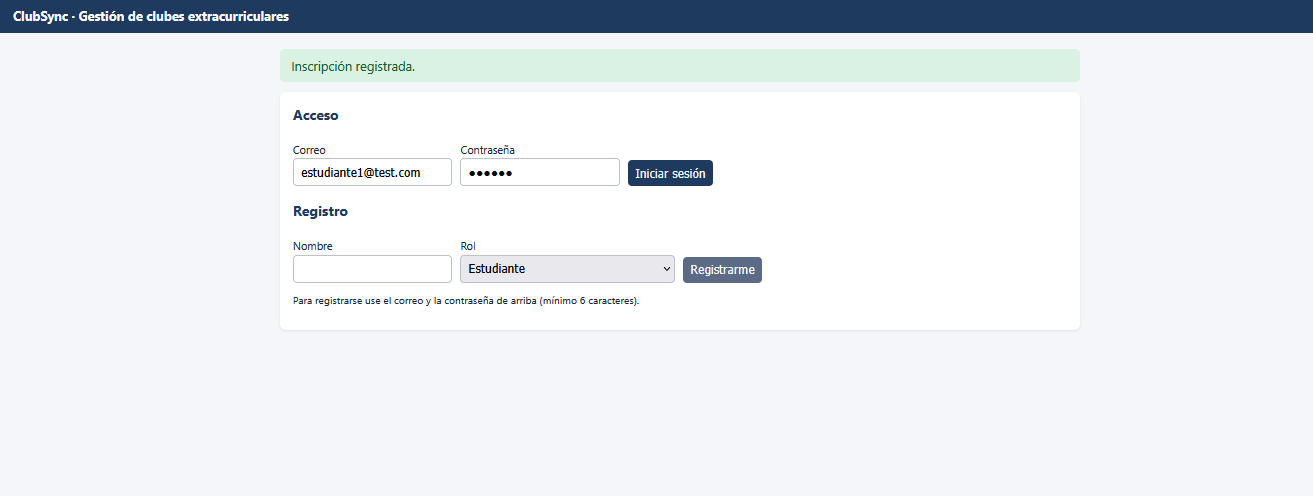 ClubSync · Gestión de clubes extracurriculares
Inscripción registrada.
Acceso
Correo
Contraseña
estudiante1@test.com
●●●●●●
Iniciar sesión
Registro
Nombre
Rol
Estudiante
Registrarme
Para registrarse use el correo y la contraseña de arriba (mínimo 6 caracteres).